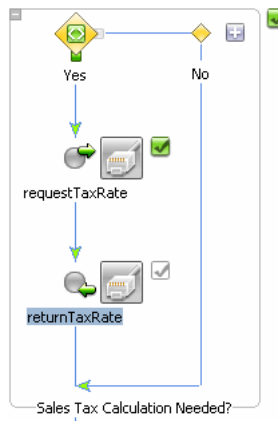 Yes
No
requestTaxRate
returnTaxRate
Sales Tax Calculation Needed?